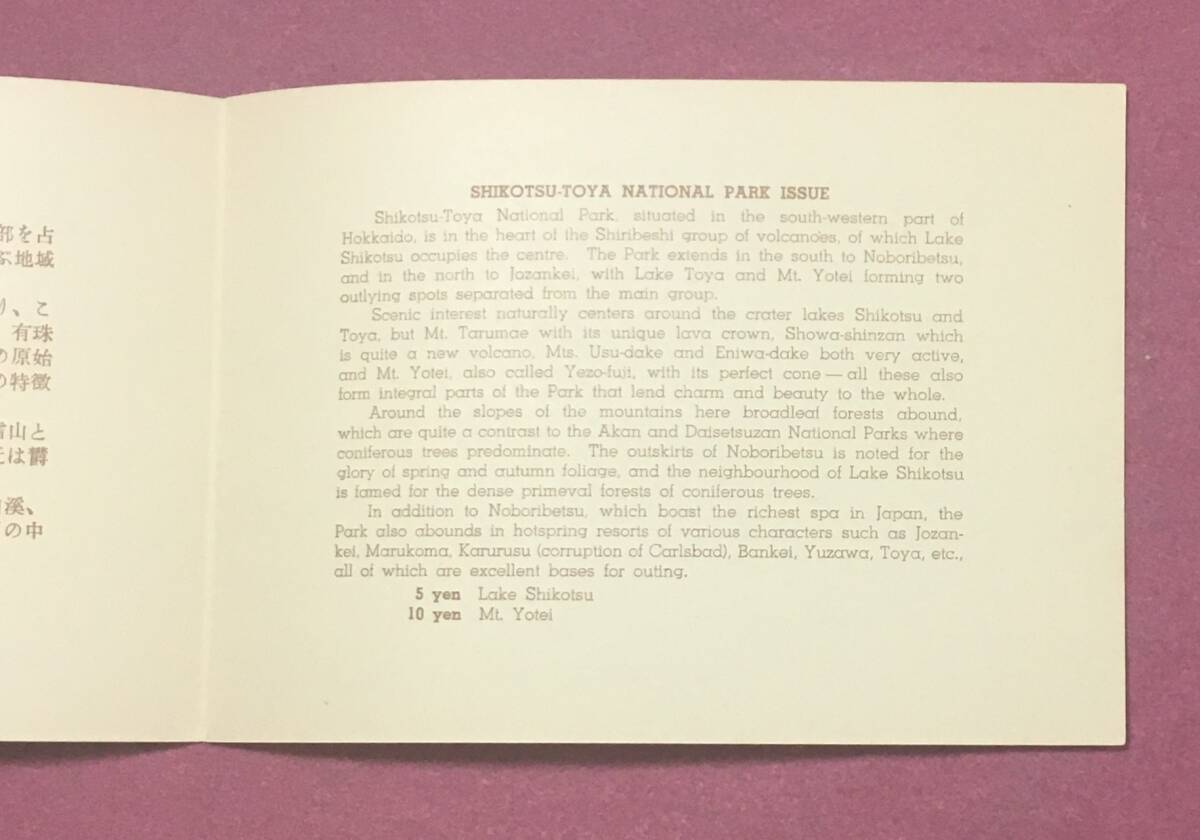 部を占
ぶ地域
り、こ
有珠
の原始
の特徴
雪山と
には欝
山溪、
の中
SHIKOTSU-TOYA NATIONAL PARK ISSUE
Shikotsu-Toya National Park, situated in the south-western part of
Hokkaido, is in the heart of the Shiribeshi group of volcanoes, of which Lake
Shikotsu occupies the centre. The Park extends in the south to Noboribetsu,
and in the north to Jozankei, with Lake Toya and Mt. Yotei forming two
outlying spots separated from the main group.
Scenic interest naturally centers around the crater lakes Shikotsu and
Toya, but Mt. Tarumae with its unique lava crown, Showa-shinzan which
is quite a new volcano, Mts. Usu-dake and Eniwa-dake both very active,
and Mt. Yotei, also called Yezo-fuji, with its perfect cone — all these also
form integral parts of the Park that lend charm and beauty to the whole.
Around the slopes of the mountains here broadleaf forests abound,
which are quite a contrast to the Akan and Daisetsuzan National Parks where
coniferous trees predominate. The outskirts of Noboribetsu is noted for the
glory of spring and autumn foliage, and the neighbourhood of Lake Shikotsu
is famed for the dense primeval forests of coniferous trees.
In addition to Noboribetsu, which boast the richest spa in Japan, the
Park also abounds in hotspring resorts of various characters such as Jozan-
kei, Marukoma, Karurusu (corruption of Carlsbad), Bankei, Yuzawa, Toya, etc.,
all of which are excellent bases for outing.
5 yen Lake Shikotsu
10 yen Mt. Yotei